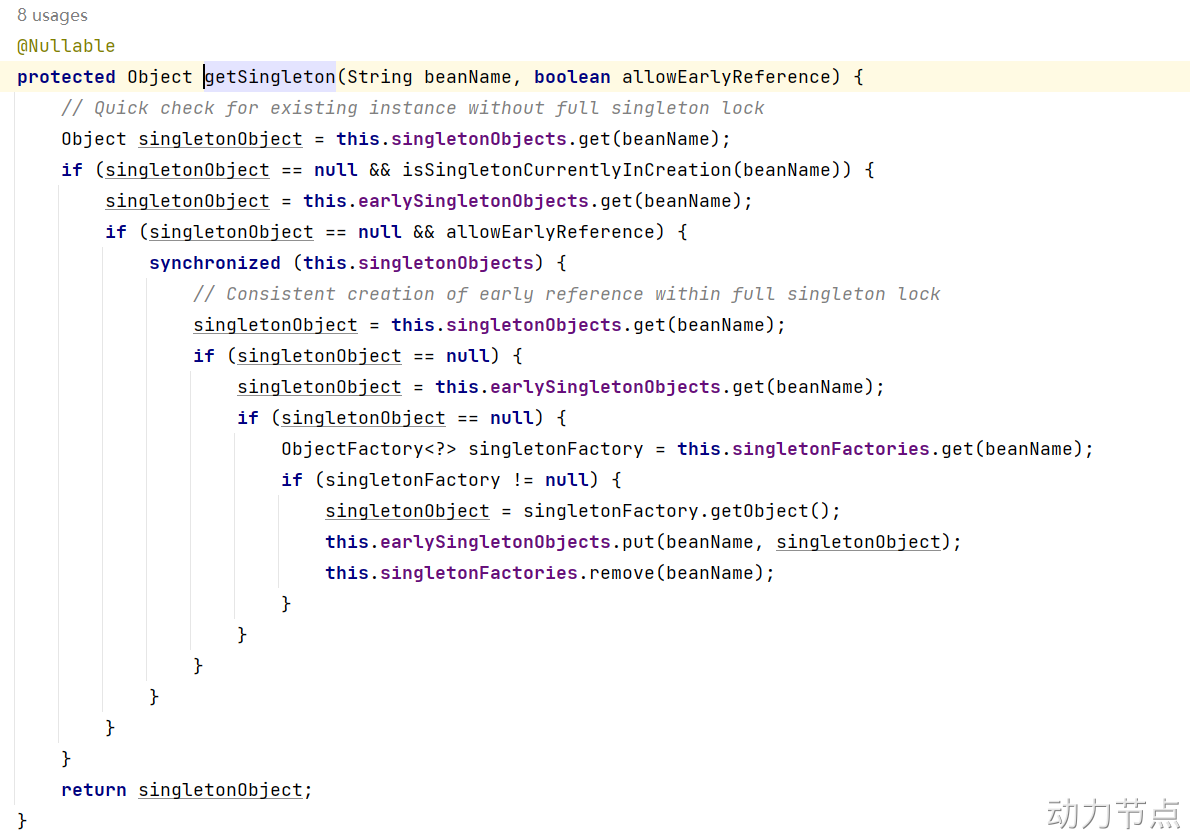 8 usages
@Nullable
protected Object getSingleton(String beanName, boolean allowEarlyReference) {
    // Quick check for existing instance without full singleton lock
    Object singletonObject = this.singletonObjects.get(beanName);
    if (singletonObject == null && isSingletonCurrentlyInCreation(beanName)) {
        singletonObject = this.earlySingletonObjects.get(beanName);
        if (singletonObject == null && allowEarlyReference) {
            synchronized (this.singletonObjects) {
                // Consistent creation of early reference within full singleton lock
                singletonObject = this.singletonObjects.get(beanName);
                if (singletonObject == null) {
                    singletonObject = this.earlySingletonObjects.get(beanName);
                    if (singletonObject == null) {
                        ObjectFactory<?> singletonFactory = this.singletonFactories.get(beanName);
                        if (singletonFactory != null) {
                            singletonObject = singletonFactory.getObject();
                            this.earlySingletonObjects.put(beanName, singletonObject);
                            this.singletonFactories.remove(beanName);
                        }
                    }
                }
            }
        }
    }
    return singletonObject;
}
动力节点